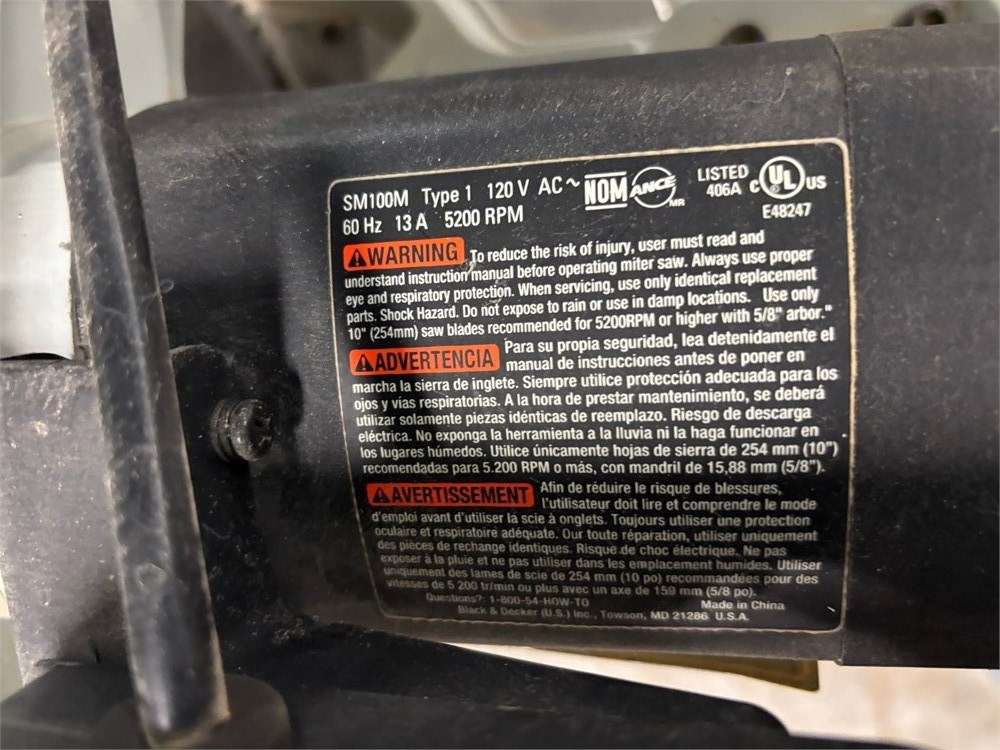 SM100M Type 1 120 V AC~ NOM ANCE MR LISTED 406A C UL US
60 Hz 13 A 5200 RPM E48247
WARNING To reduce the risk of injury, user must read and
understand instruction manual before operating miter saw. Always use proper
eye and respiratory protection. When servicing, use only identical replacement
parts. Shock Hazard. Do not expose to rain or use in damp locations. Use only
10" (254mm) saw blades recommended for 5200RPM or higher with 5/8" arbor."
ADVERTENCIA Para su propia seguridad, lea detenidamente el
manual de instrucciones antes de poner en
marcha la sierra de inglete. Siempre utilice protección adecuada para los
ojos y vias respiratorias. A la hora de prestar mantenimiento, se deberá
utilizar solamente piezas idénticas de reemplazo. Riesgo de descarga
eléctrica. No exponga la herramienta a la lluvia ni la haga funcionar en
los lugares húmedos. Utilice únicamente hojas de sierra de 254 mm (10")
recomendadas para 5.200 RPM o más, con mandril de 15,88 mm (5/8").
AVERTISSEMENT Afin de réduire le risque de blessures,
l'utilisateur doit lire et comprendre le mode
d'emploi avant d'utiliser la scie à onglets. Toujours utiliser une protection
oculaire et respiratoire adéquate. Our toute réparation, utiliser uniquement
des pièces de rechange identiques. Risque de choc électrique. Ne pas
exposer à la pluie et ne pas utiliser dans les emplacement humides. Utiliser
uniquement des lames de scie de 254 mm (10 po) recommandées pour des
vitesses de 5 200 tr/min ou plus avec un axe de 159 mm (5/8 po).
Questions?: 1-800-54-HOW-TO Made in China
Black & Decker (U.S.) Inc., Towson, MD 21286 U.S.A.